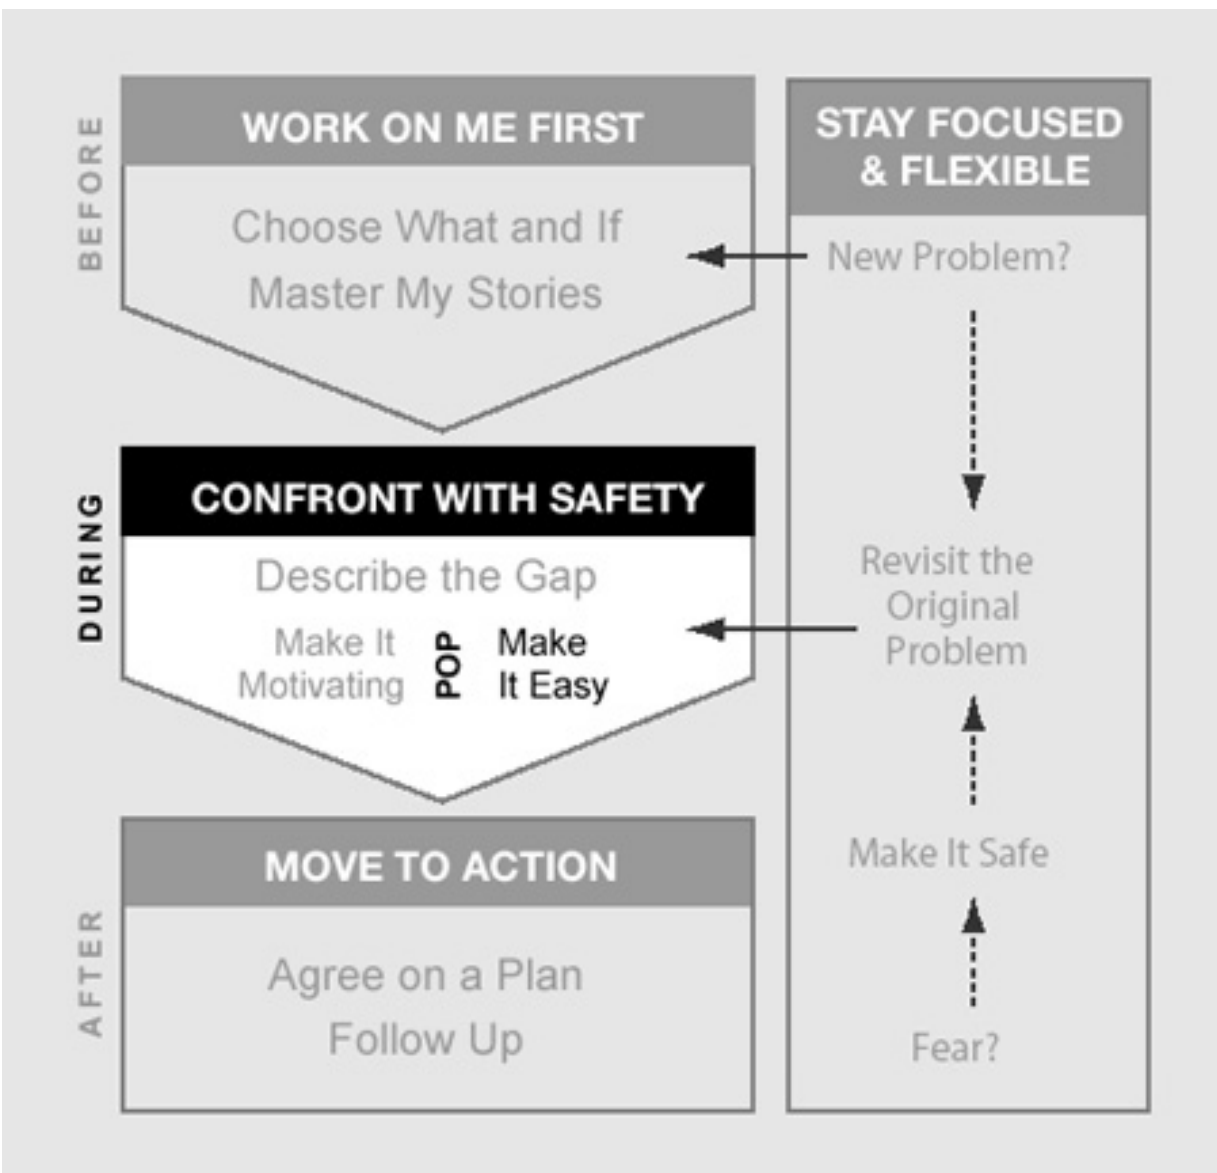 BEFORE
WORK ON ME FIRST
Choose What and If
Master My Stories
DURING
CONFRONT WITH SAFETY
Describe the Gap
Make It
Motivating
POP
Make
It Easy
AFTER
MOVE TO ACTION
Agree on a Plan
Follow Up
STAY FOCUSED
& FLEXIBLE
New Problem?
Revisit the
Original
Problem
Make It Safe
Fear?